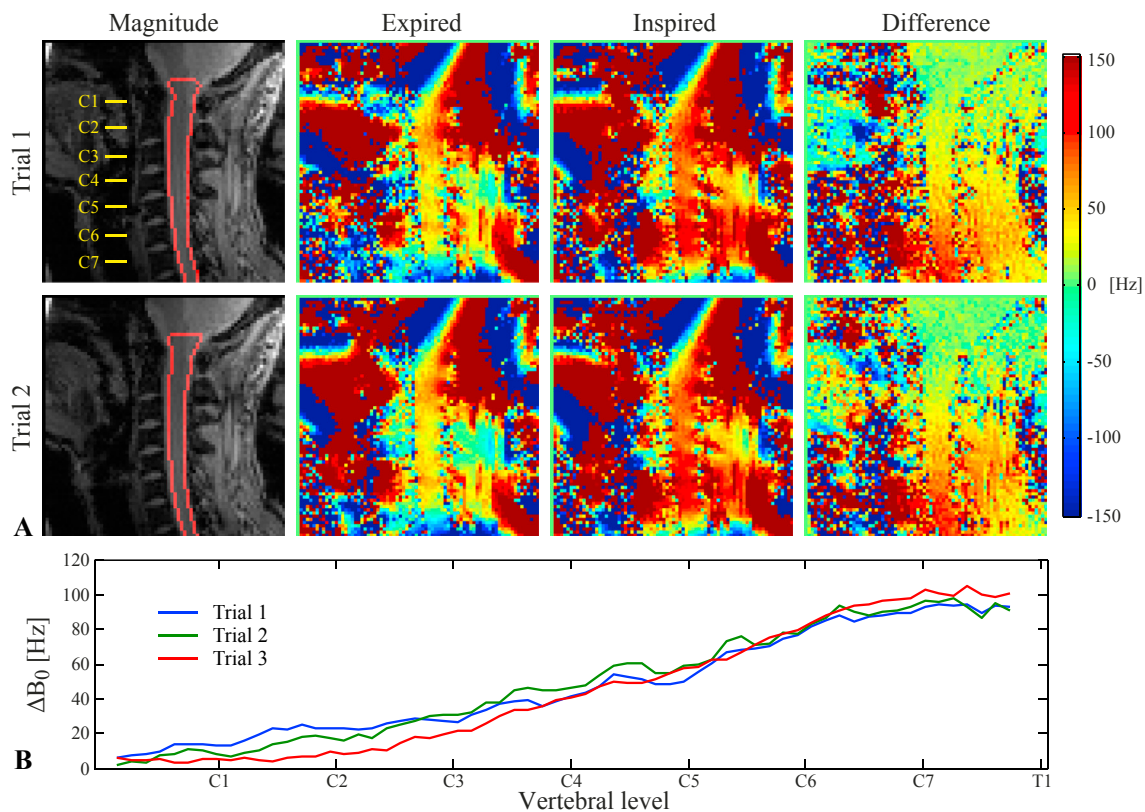 Magnitude Expired Inspired Difference
Trial 1
C1
C2
C3
C4
C5
C6
C7
150
100
50
0 [Hz]
-50
-100
-150
Trial 2
A
120
100
80
60
40
20
0
ΔB0 [Hz]
Trial 1
Trial 2
Trial 3
B
C1 C2 C3 C4 C5 C6 C7 T1
Vertebral level